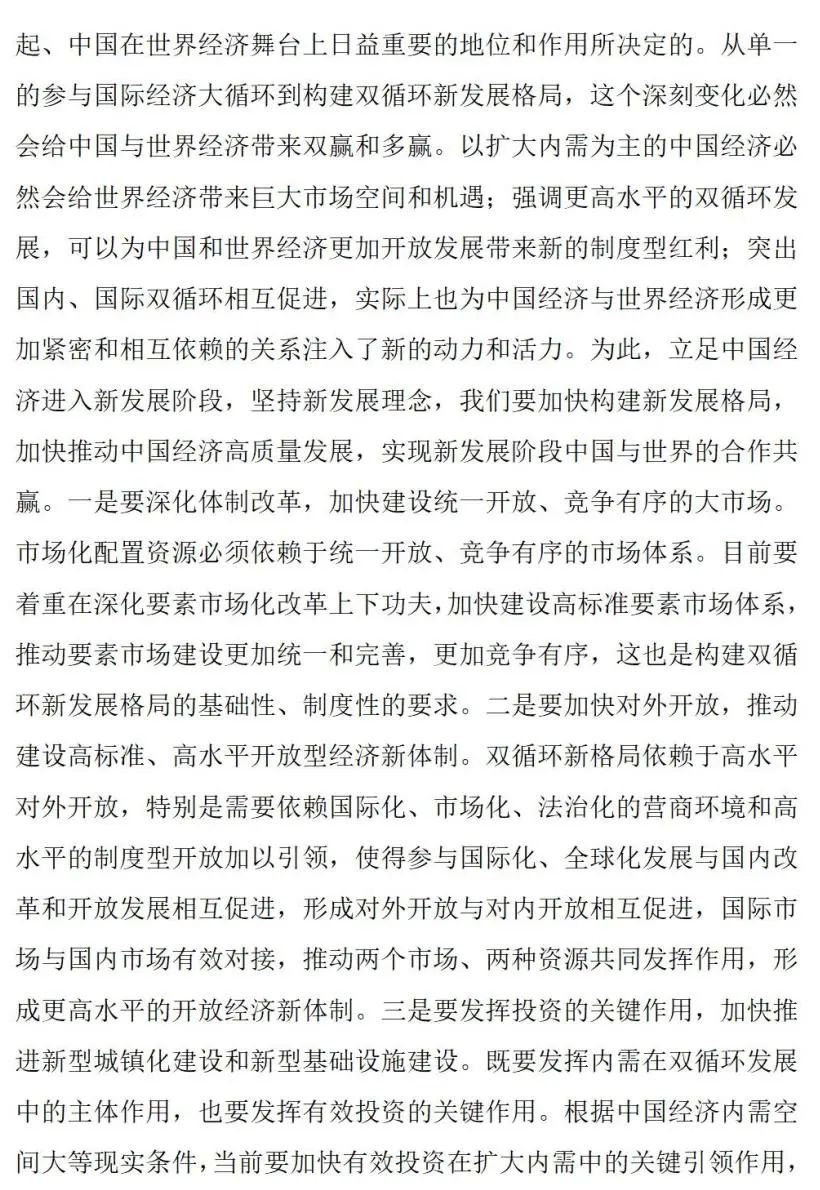 起、中国在世界经济舞台上日益重要的地位和作用所决定的。从单一
的参与国际经济大循环到构建双循环新发展格局，这个深刻变化必然
会给中国与世界经济带来双赢和多赢。以扩大内需为主的中国经济必
然会给世界经济带来巨大市场空间和机遇；强调更高水平的双循环发
展，可以为中国和世界经济更加开放发展带来新的制度型红利；突出
国内、国际双循环相互促进，实际上也为中国经济与世界经济形成更
加紧密和相互依赖的关系注入了新的动力和活力。为此，立足中国经
济进入新发展阶段，坚持新发展理念，我们要加快构建新发展格局，
加快推动中国经济高质量发展，实现新发展阶段中国与世界的合作共
赢。一是要深化体制改革，加快建设统一开放、竞争有序的大市场。
市场化配置资源必须依赖于统一开放、竞争有序的市场体系。目前要
着重在深化要素市场化改革上下功夫，加快建设高标准要素市场体系，
推动要素市场建设更加统一和完善，更加竞争有序，这也是构建双循
环新发展格局的基础性、制度性的要求。二是要加快对外开放，推动
建设高标准、高水平开放型经济新体制。双循环新格局依赖于高水平
对外开放，特别是需要依赖国际化、市场化、法治化的营商环境和高
水平的制度型开放加以引领，使得参与国际化、全球化发展与国内改
革和开放发展相互促进，形成对外开放与对内开放相互促进，国际市
场与国内市场有效对接，推动两个市场、两种资源共同发挥作用，形
成更高水平的开放经济新体制。三是要发挥投资的关键作用，加快推
进新型城镇化建设和新型基础设施建设。既要发挥内需在双循环发展
中的主体作用，也要发挥有效投资的关键作用。根据中国经济内需空
间大等现实条件，当前要加快有效投资在扩大内需中的关键引领作用，